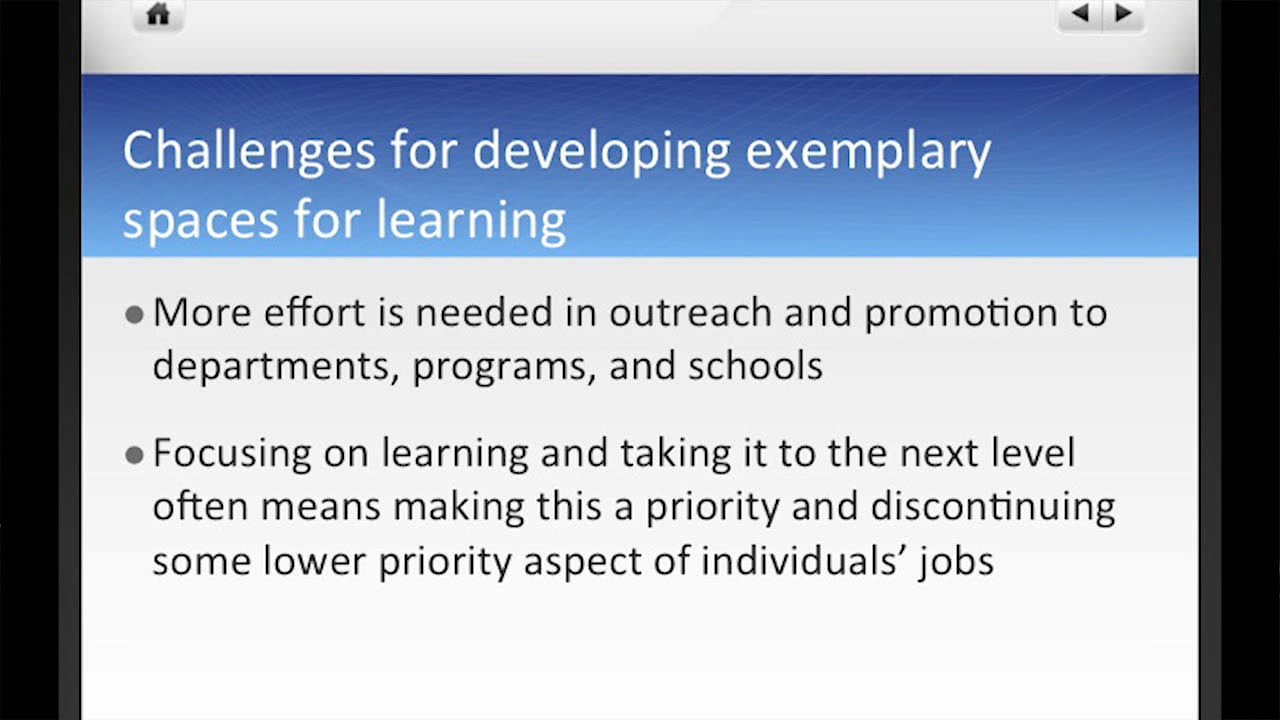 Challenges for developing exemplary
spaces for learning
More effort is needed in outreach and promotion to
departments, programs, and schools
Focusing on learning and taking it to the next level
often means making this a priority and discontinuing
some lower priority aspect of individuals’ jobs